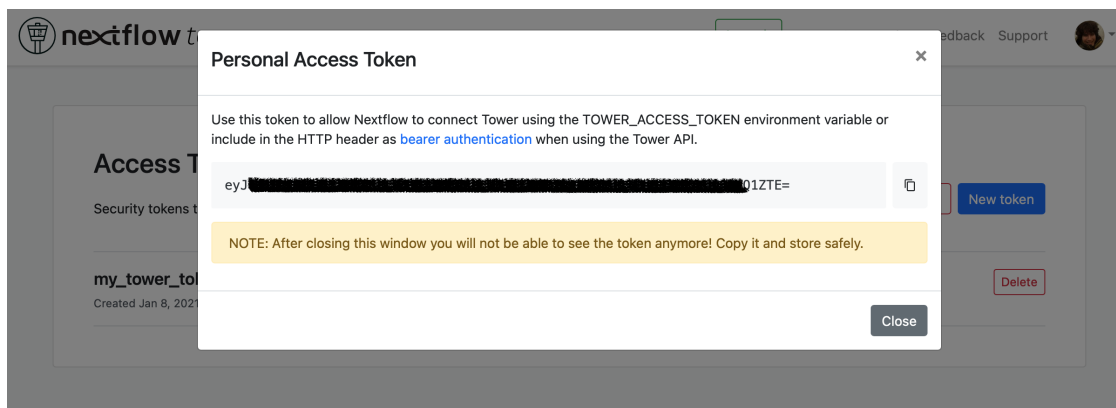 nextflow t
edback Support
Personal Access Token
×
Use this token to allow Nextflow to connect Tower using the TOWER_ACCESS_TOKEN environment variable or
include in the HTTP header as bearer authentication when using the Tower API.
Access T
eyJ Q1ZTE=
Security tokens t
New token
NOTE: After closing this window you will not be able to see the token anymore! Copy it and store safely.
my_tower_tol
Delete
Created Jan 8, 2021
Close